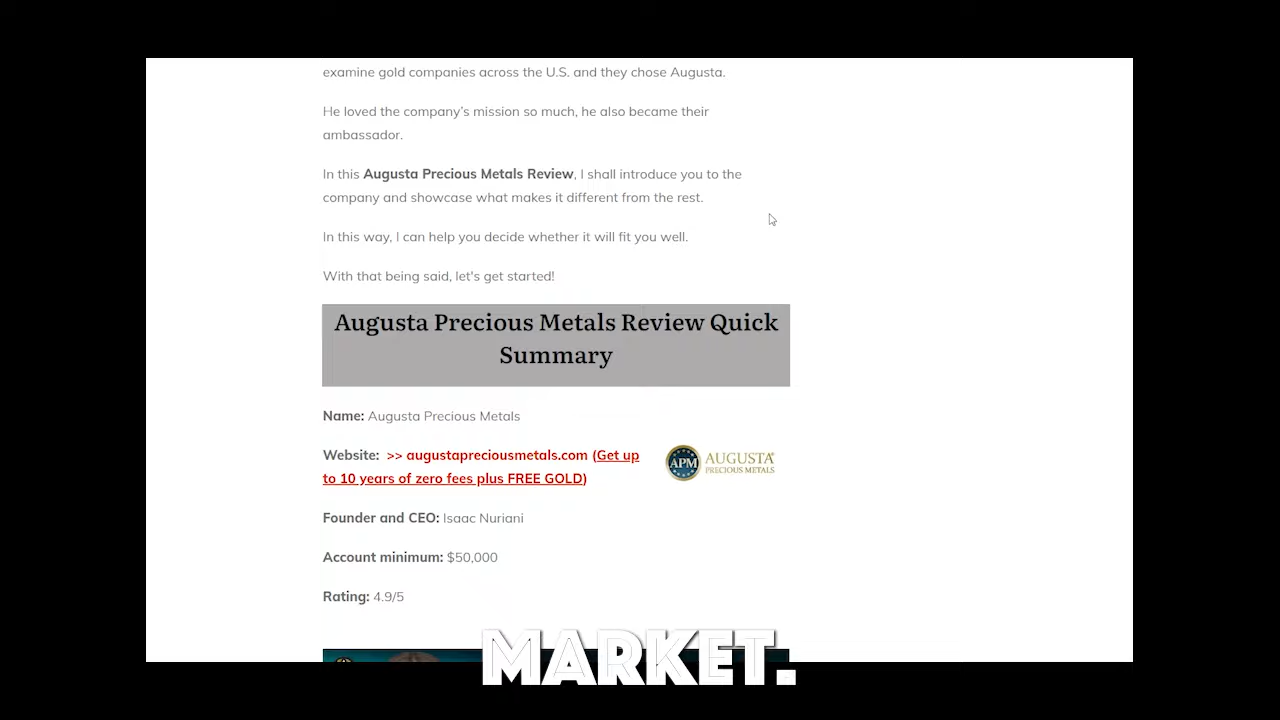 examine gold companies across the U.S. and they chose Augusta.
He loved the company’s mission so much, he also became their
ambassador.
In this Augusta Precious Metals Review, I shall introduce you to the
company and showcase what makes it different from the rest.
In this way, I can help you decide whether it will fit you well.
With that being said, let's get started!
Augusta Precious Metals Review Quick
Summary
Name: Augusta Precious Metals
Website: >> augustapreciousmetals.com (Get up
to 10 years of zero fees plus FREE GOLD)
APM AUGUSTA
PRECIOUS METALS
Founder and CEO: Isaac Nuriani
Account minimum: $50,000
Rating: 4.9/5
MARKET.